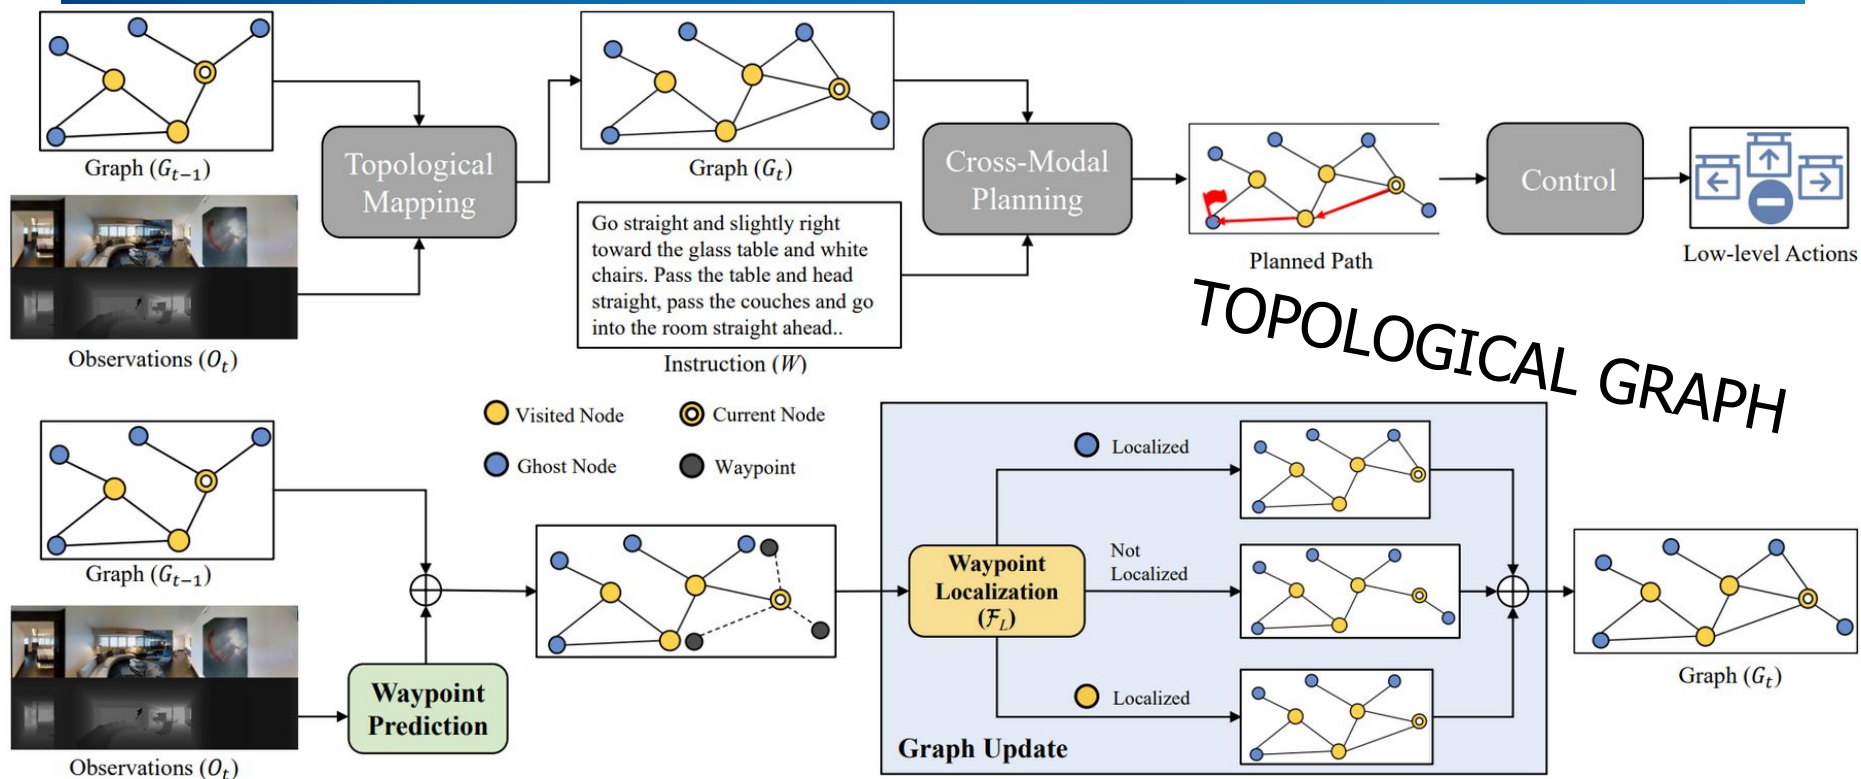 Graph (G_{t−1})
Observations (O_t)
Topological
Mapping
Graph (G_t)
Go straight and slightly right
toward the glass table and white
chairs. Pass the table and head
straight, pass the couches and go
into the room straight ahead..
Instruction (W)
Cross-Modal
Planning
Planned Path
Control
Low-level Actions
TOPOLOGICAL GRAPH
Visited Node
Current Node
Ghost Node
Waypoint
Graph (G_{t−1})
Observations (O_t)
Waypoint
Prediction
Waypoint
Localization
(ℱ_L)
Localized
Not
Localized
Localized
Graph Update
Graph (G_t)